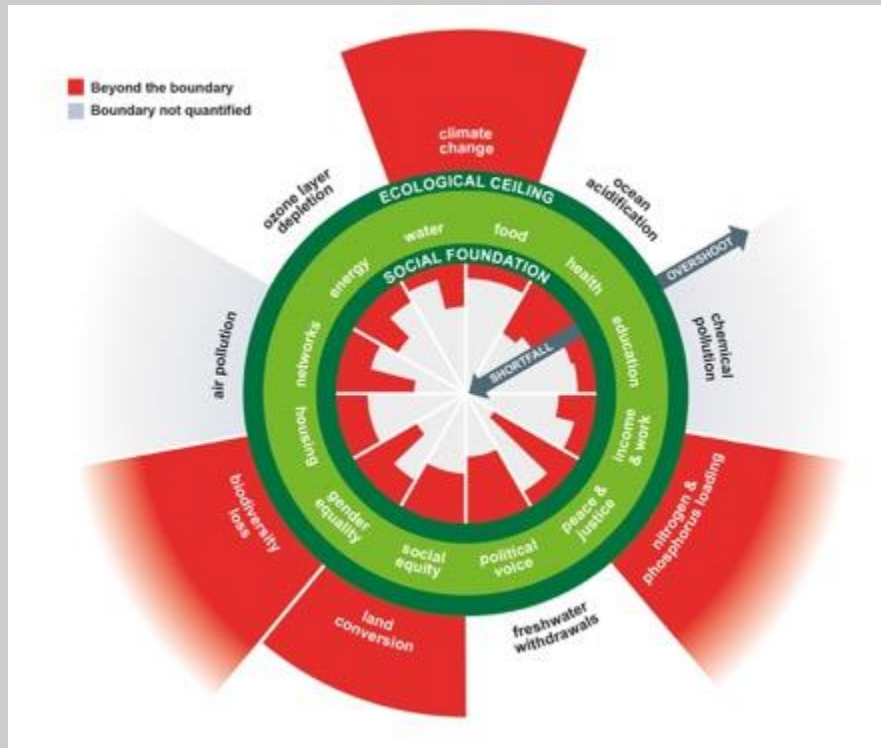 Beyond the boundary
Boundary not quantified
climate
change
ozone layer
depletion
ocean
acidification
ECOLOGICAL CEILING
OVERSHOOT
water
food
energy
health
SOCIAL FOUNDATION
air pollution
networks
SHORTFALL
education
chemical
pollution
housing
income
& work
biodiversity
loss
gender
equality
social
equity
political
voice
peace &
justice
nitrogen &
phosphorus loading
land
conversion
freshwater
withdrawals